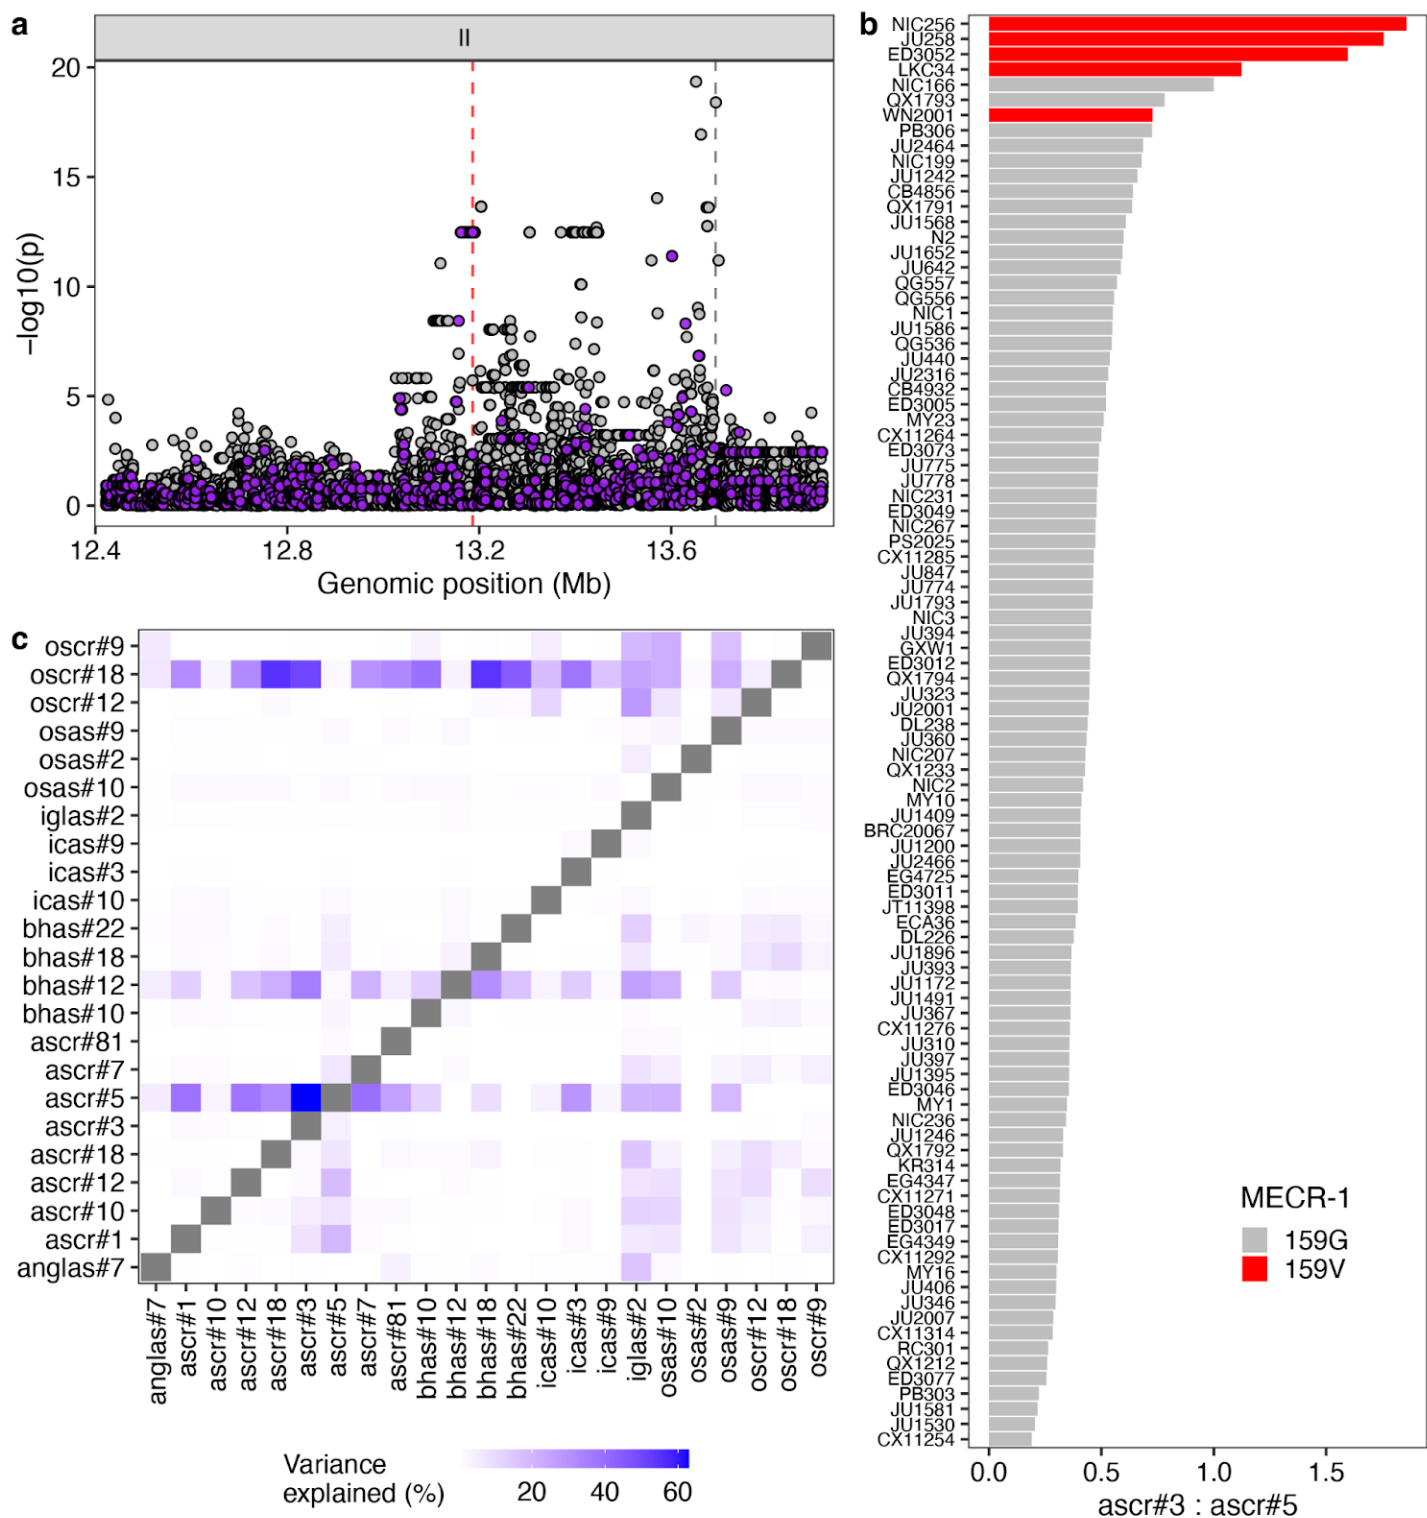 a
II
20
15
10
5
0
−log10(p)
12.4
12.8
13.2
13.6
Genomic position (Mb)
b
NIC256
JU258
ED3052
LKC34
NIC166
QX1793
WN2001
PB306
JU2464
NIC199
JU1242
CB4856
QX1791
JU1568
N2
JU1652
JU642
QG557
QG556
NIC1
JU1586
QG536
JU440
JU2316
CB4932
ED3005
MY23
CX11264
ED3073
JU775
JU778
NIC231
ED3049
NIC267
PS2025
CX11285
JU847
JU774
JU1793
NIC3
JU394
GXW1
ED3012
QX1794
JU323
JU2001
DL238
JU360
NIC207
QX1233
NIC2
MY10
JU1409
BRC20067
JU1200
JU2466
EG4725
ED3011
JT11398
ECA36
DL226
JU1896
JU393
JU1172
JU1491
JU367
CX11276
JU310
JU397
JU1395
ED3046
MY1
NIC236
JU1246
QX1792
KR314
EG4347
CX11271
ED3048
ED3017
EG4349
CX11292
MY16
JU406
JU346
JU2007
CX11314
RC301
QX1212
ED3077
PB303
JU1581
JU1530
CX11254
0.0
0.5
1.0
1.5
ascr#3 : ascr#5
MECR-1
159G
159V
c
oscr#9
oscr#18
oscr#12
osas#9
osas#2
osas#10
iglas#2
icas#9
icas#3
icas#10
bhas#22
bhas#18
bhas#12
bhas#10
ascr#81
ascr#7
ascr#5
ascr#3
ascr#18
ascr#12
ascr#10
ascr#1
anglas#7
anglas#7
ascr#1
ascr#10
ascr#12
ascr#18
ascr#3
ascr#5
ascr#7
ascr#81
bhas#10
bhas#12
bhas#18
bhas#22
icas#10
icas#3
icas#9
iglas#2
osas#10
osas#2
osas#9
oscr#12
oscr#18
oscr#9
Variance
explained (%)
20
40
60